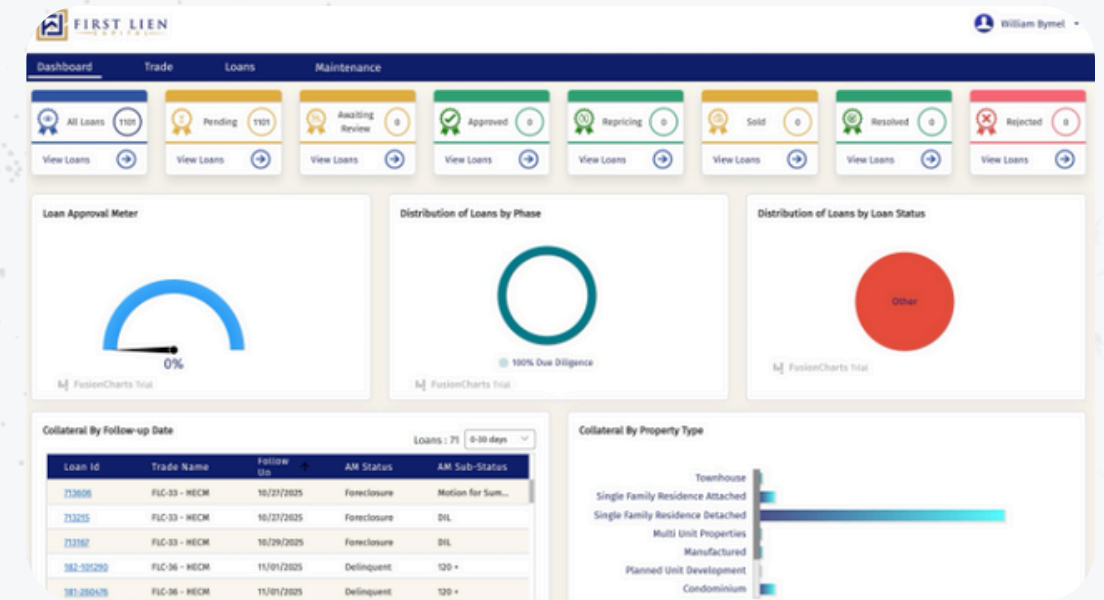 FIRST LIEN
CAPITAL
William Bymel
Dashboard Trade Loans Maintenance
All Loans 1101
View Loans
Pending 1101
View Loans
Awaiting Review 0
View Loans
Approved 0
View Loans
Repricing 0
View Loans
Sold 0
View Loans
Resolved 0
View Loans
Rejected 0
View Loans
Loan Approval Meter
0%
FusionCharts Trial
Distribution of Loans by Phase
100% Due Diligence
FusionCharts Trial
Distribution of Loans by Loan Status
Other
FusionCharts Trial
Collateral By Follow-up Date
Loans : 71 0-30 days
Loan Id Trade Name Follow Up AM Status AM Sub-Status
713606 FLC-33 - HECM 10/27/2025 Foreclosure Motion for Sum...
713215 FLC-33 - HECM 10/27/2025 Foreclosure DIL
713167 FLC-33 - HECM 10/29/2025 Foreclosure DIL
182-101290 FLC-36 - HECM 11/01/2025 Delinquent 120 +
181-260476 FLC-36 - HECM 11/01/2025 Delinquent 120 +
Collateral By Property Type
Townhouse
Single Family Residence Attached
Single Family Residence Detached
Multi Unit Properties
Manufactured
Planned Unit Development
Condominium